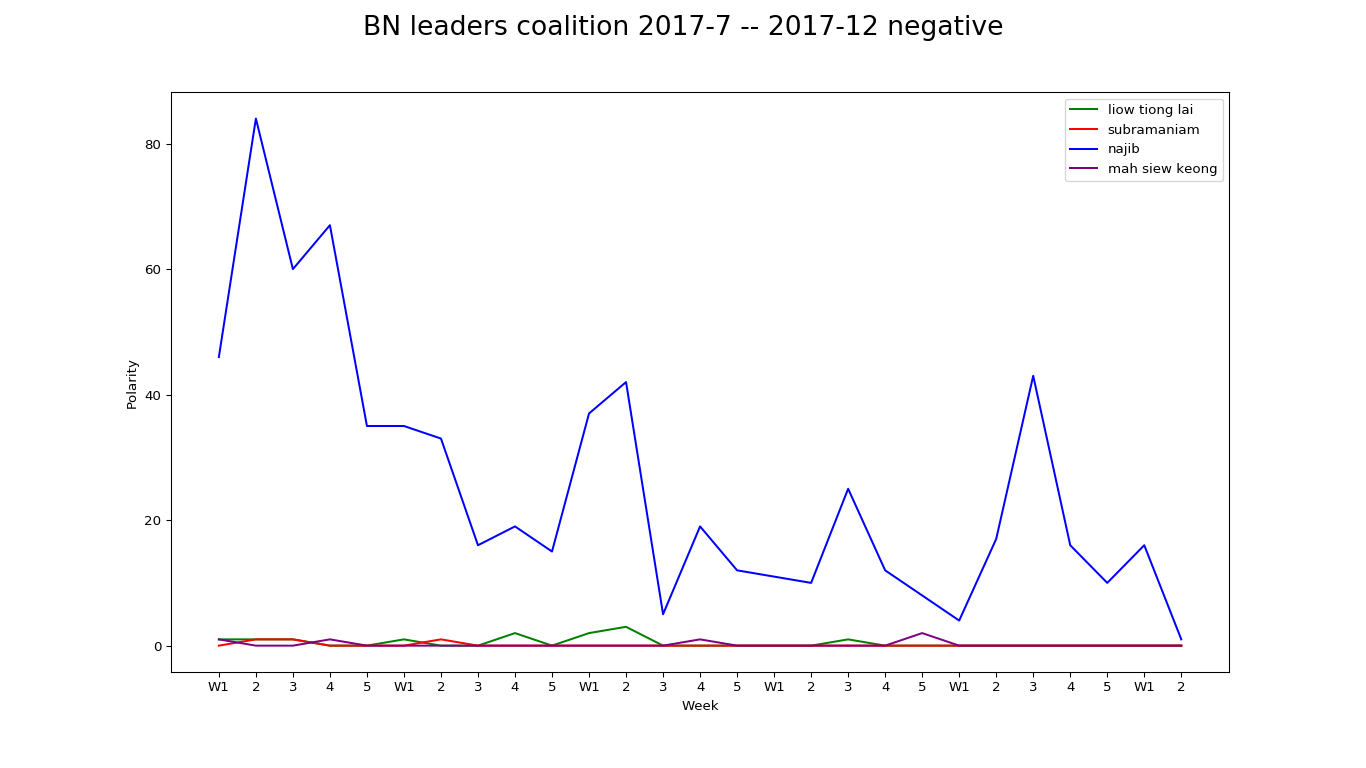 BN leaders coalition 2017-7 -- 2017-12 negative
liow tiong lai
subramaniam
najib
mah siew keong
80
60
40
20
0
Polarity
W1 2 3 4 5 W1 2 3 4 5 W1 2 3 4 5 W1 2 3 4 5 W1 2 3 4 5 W1 2
Week